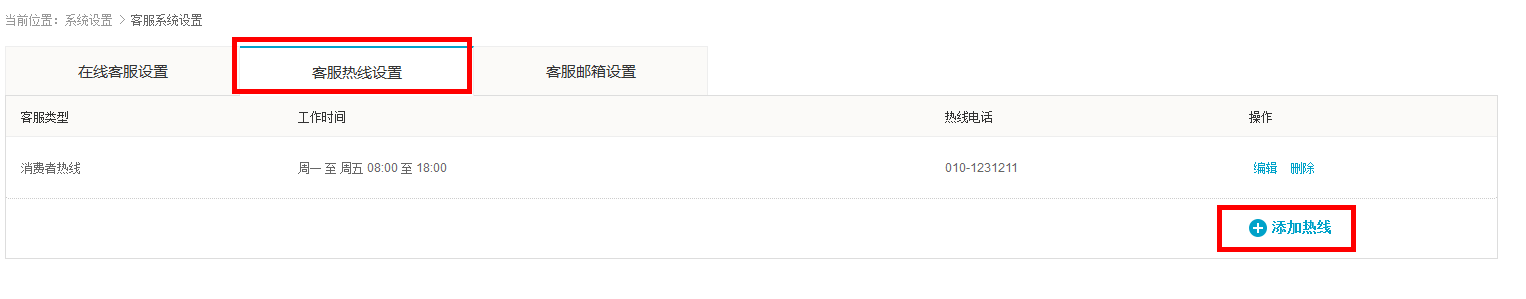 当前位置：系统设置 > 客服系统设置
在线客服设置 客服热线设置 客服邮箱设置
客服类型 工作时间 热线电话 操作
消费者热线 周一 至 周五 08:00 至 18:00 010-1231211 编辑 删除
添加热线